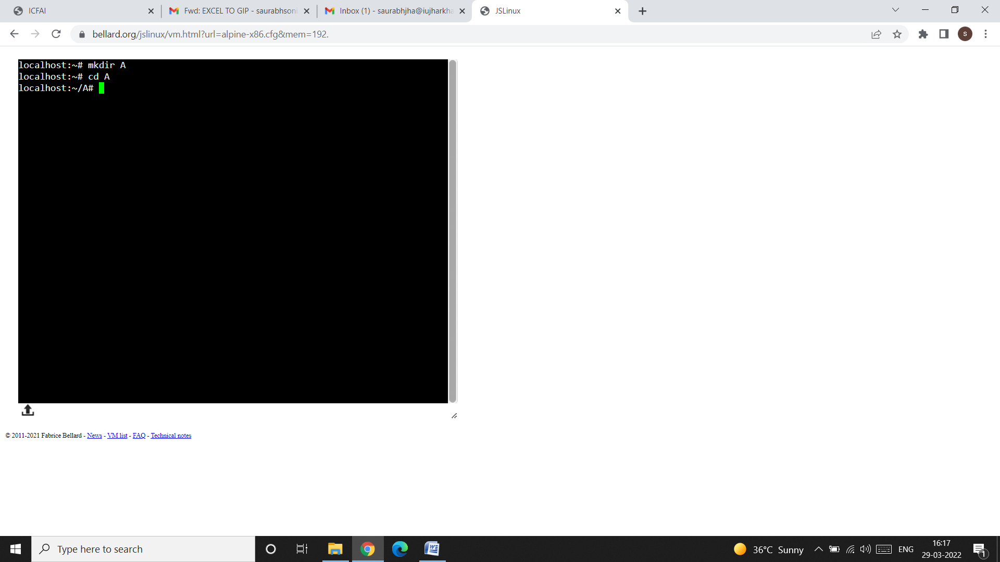 ICFAI
Fwd: EXCEL TO GIP - saurabhsoni
Inbox (1) - saurabhjha@iujharkha
JSLinux
bellard.org/jslinux/vm.html?url=alpine-x86.cfg&mem=192.
S
localhost:~# mkdir A
localhost:~# cd A
localhost:~/A#
© 2011-2021 Fabrice Bellard - News - VM list - FAQ - Technical notes
Type here to search
36°C Sunny
ENG
16:17
29-03-2022
1